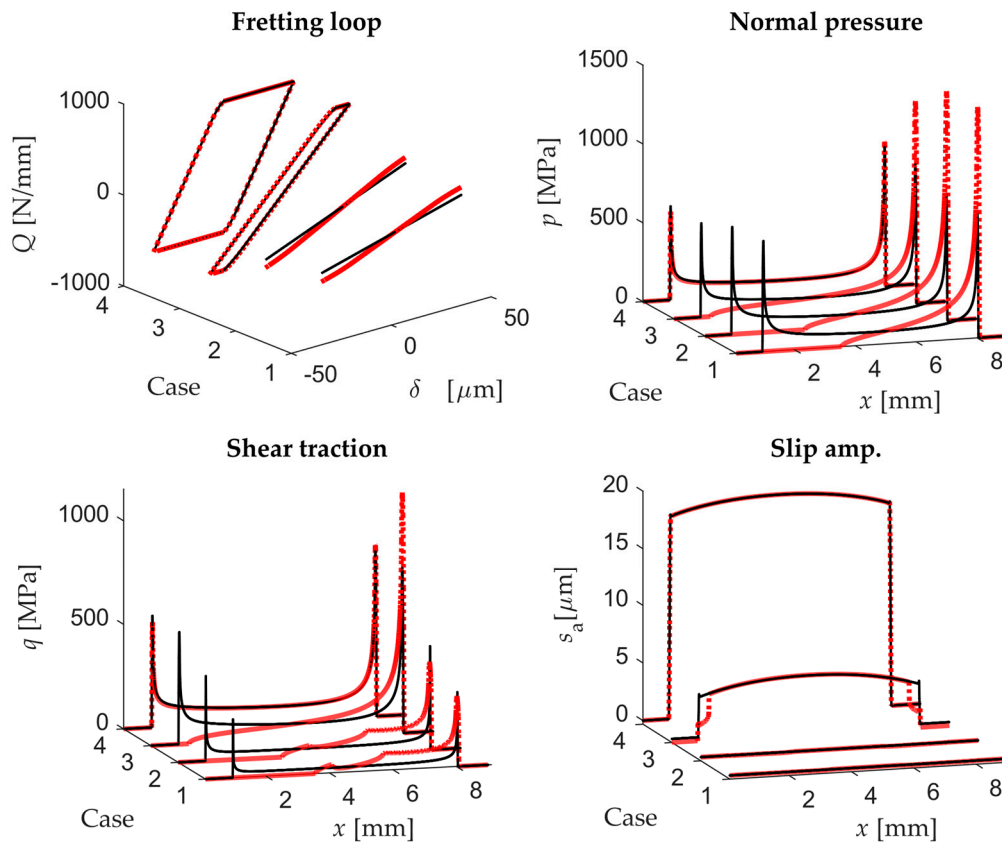 Fretting loop
1000
0
-1000
Q [N/mm]
4
3
2
1
Case
-50
0
50
δ [μm]
Normal pressure
1500
1000
500
0
p [MPa]
4
3
2
1
Case
2
4
6
8
x [mm]
Shear traction
1000
500
0
q [MPa]
4
3
2
1
Case
2
4
6
8
x [mm]
Slip amp.
20
15
10
5
0
sₐ[μm]
4
3
2
1
Case
2
4
6
8
x [mm]